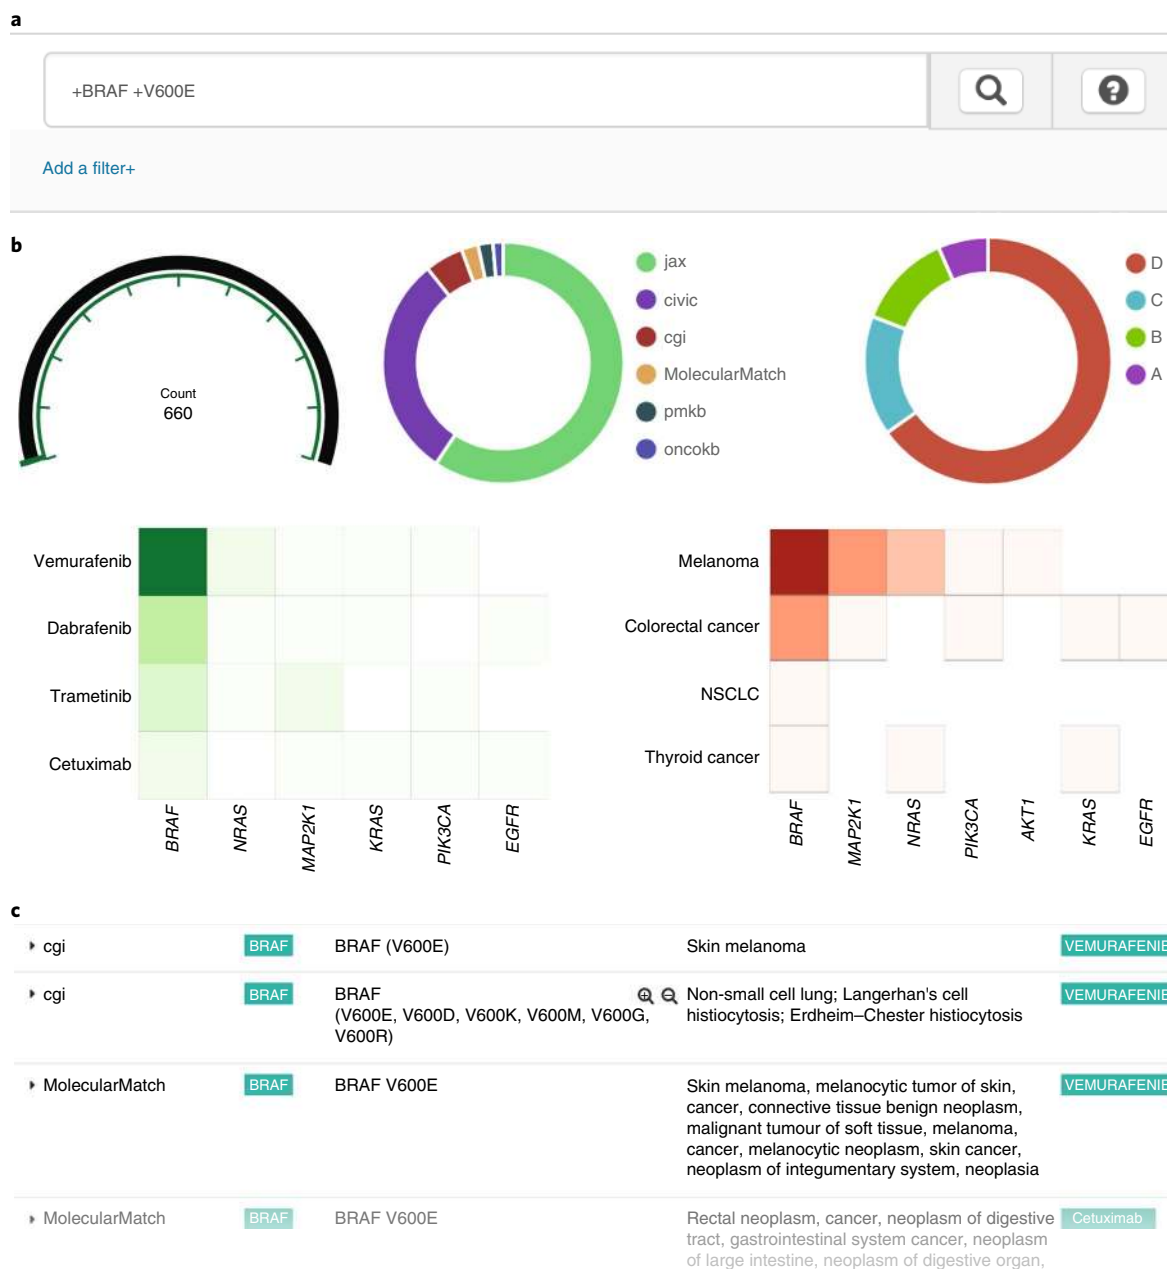 a
+BRAF +V600E
Add a filter+
b
Count
660
jax
civic
cgi
MolecularMatch
pmkb
oncokb
D
C
B
A
Vemurafenib
Dabrafenib
Trametinib
Cetuximab
BRAF
NRAS
MAP2K1
KRAS
PIK3CA
EGFR
Melanoma
Colorectal cancer
NSCLC
Thyroid cancer
BRAF
MAP2K1
NRAS
PIK3CA
AKT1
KRAS
EGFR
c
cgi BRAF BRAF (V600E) Skin melanoma VEMURAFENIB
cgi BRAF BRAF Non-small cell lung; Langerhan's cell VEMURAFENIB
(V600E, V600D, V600K, V600M, V600G, histiocytosis; Erdheim–Chester histiocytosis
V600R)
MolecularMatch BRAF BRAF V600E Skin melanoma, melanocytic tumor of skin, VEMURAFENIB
cancer, connective tissue benign neoplasm,
malignant tumour of soft tissue, melanoma,
cancer, melanocytic neoplasm, skin cancer,
neoplasm of integumentary system, neoplasia
MolecularMatch BRAF BRAF V600E Rectal neoplasm, cancer, neoplasm of digestive Cetuximab
tract, gastrointestinal system cancer, neoplasm
of large intestine, neoplasm of digestive organ,